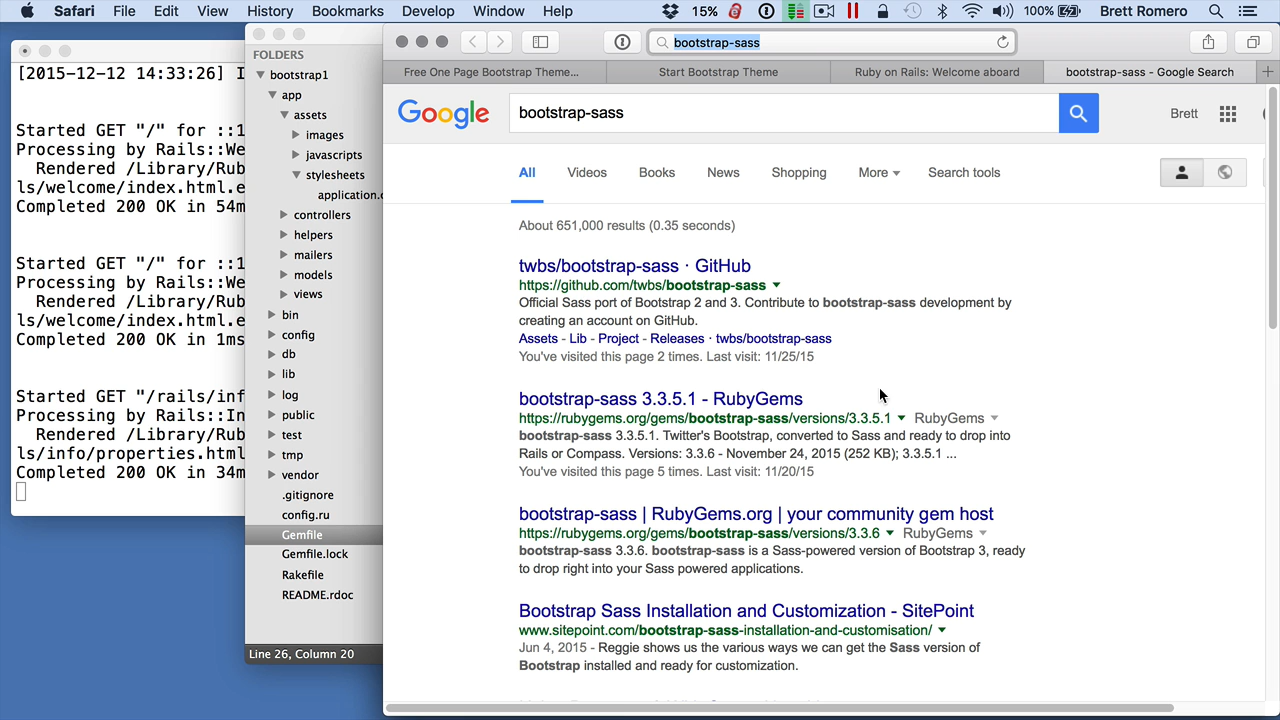 Safari File Edit View History Bookmarks Develop Window Help 15% 100% Brett Romero
[2015-12-12 14:33:26] I
Started GET "/" for ::1
Processing by Rails::We
Rendered /Library/Rub
ls/welcome/index.html.e
Completed 200 OK in 54m
Started GET "/" for ::1
Processing by Rails::We
Rendered /Library/Rub
ls/welcome/index.html.e
Completed 200 OK in 1ms
Started GET "/rails/inf
Processing by Rails::In
Rendered /Library/Rub
ls/info/properties.html
Completed 200 OK in 34m
FOLDERS
bootstrap1
app
assets
images
javascripts
stylesheets
application.c
controllers
helpers
mailers
models
views
bin
config
db
lib
log
public
test
tmp
vendor
.gitignore
config.ru
Gemfile
Gemfile.lock
Rakefile
README.rdoc
Line 26, Column 20
bootstrap-sass
Free One Page Bootstrap Theme... Start Bootstrap Theme Ruby on Rails: Welcome aboard bootstrap-sass - Google Search
Google bootstrap-sass Brett
All Videos Books News Shopping More Search tools
About 651,000 results (0.35 seconds)
twbs/bootstrap-sass · GitHub
https://github.com/twbs/bootstrap-sass
Official Sass port of Bootstrap 2 and 3. Contribute to bootstrap-sass development by
creating an account on GitHub.
Assets - Lib - Project - Releases · twbs/bootstrap-sass
You've visited this page 2 times. Last visit: 11/25/15
bootstrap-sass 3.3.5.1 - RubyGems
https://rubygems.org/gems/bootstrap-sass/versions/3.3.5.1 RubyGems
bootstrap-sass 3.3.5.1. Twitter's Bootstrap, converted to Sass and ready to drop into
Rails or Compass. Versions: 3.3.6 - November 24, 2015 (252 KB); 3.3.5.1 ...
You've visited this page 5 times. Last visit: 11/20/15
bootstrap-sass | RubyGems.org | your community gem host
https://rubygems.org/gems/bootstrap-sass/versions/3.3.6 RubyGems
bootstrap-sass 3.3.6. bootstrap-sass is a Sass-powered version of Bootstrap 3, ready
to drop right into your Sass powered applications.
Bootstrap Sass Installation and Customization - SitePoint
www.sitepoint.com/bootstrap-sass-installation-and-customisation/
Jun 4, 2015 - Reggie shows us the various ways we can get the Sass version of
Bootstrap installed and ready for customization.